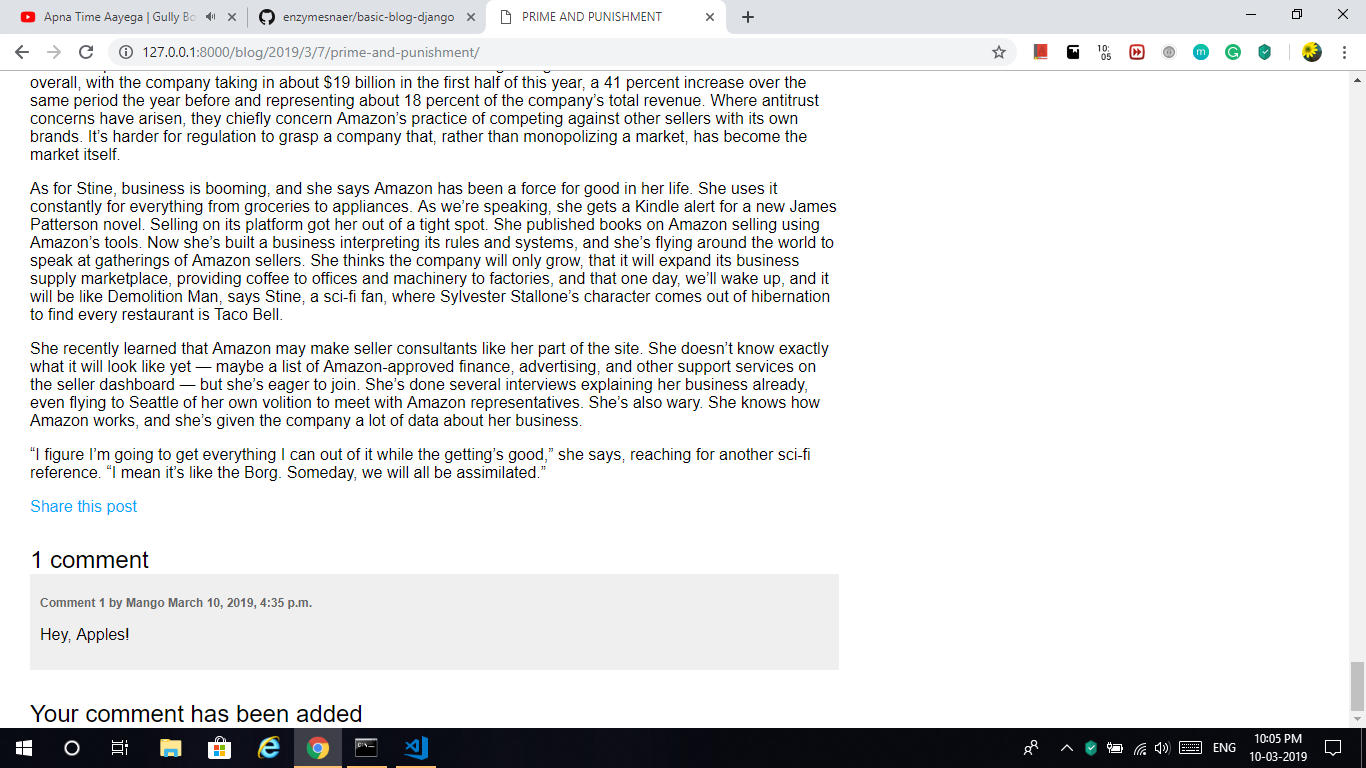 Apna Time Aayega | Gully Bo
enzymesnaer/basic-blog-django
PRIME AND PUNISHMENT
127.0.0.1:8000/blog/2019/3/7/prime-and-punishment/
10:
05
m
overall, with the company taking in about $19 billion in the first half of this year, a 41 percent increase over the
same period the year before and representing about 18 percent of the company’s total revenue. Where antitrust
concerns have arisen, they chiefly concern Amazon’s practice of competing against other sellers with its own
brands. It’s harder for regulation to grasp a company that, rather than monopolizing a market, has become the
market itself.
As for Stine, business is booming, and she says Amazon has been a force for good in her life. She uses it
constantly for everything from groceries to appliances. As we’re speaking, she gets a Kindle alert for a new James
Patterson novel. Selling on its platform got her out of a tight spot. She published books on Amazon selling using
Amazon’s tools. Now she’s built a business interpreting its rules and systems, and she’s flying around the world to
speak at gatherings of Amazon sellers. She thinks the company will only grow, that it will expand its business
supply marketplace, providing coffee to offices and machinery to factories, and that one day, we’ll wake up, and it
will be like Demolition Man, says Stine, a sci-fi fan, where Sylvester Stallone’s character comes out of hibernation
to find every restaurant is Taco Bell.
She recently learned that Amazon may make seller consultants like her part of the site. She doesn’t know exactly
what it will look like yet — maybe a list of Amazon-approved finance, advertising, and other support services on
the seller dashboard — but she’s eager to join. She’s done several interviews explaining her business already,
even flying to Seattle of her own volition to meet with Amazon representatives. She’s also wary. She knows how
Amazon works, and she’s given the company a lot of data about her business.
“I figure I’m going to get everything I can out of it while the getting’s good,” she says, reaching for another sci-fi
reference. “I mean it’s like the Borg. Someday, we will all be assimilated.”
Share this post
1 comment
Comment 1 by Mango March 10, 2019, 4:35 p.m.
Hey, Apples!
Your comment has been added
ENG
10:05 PM
10-03-2019